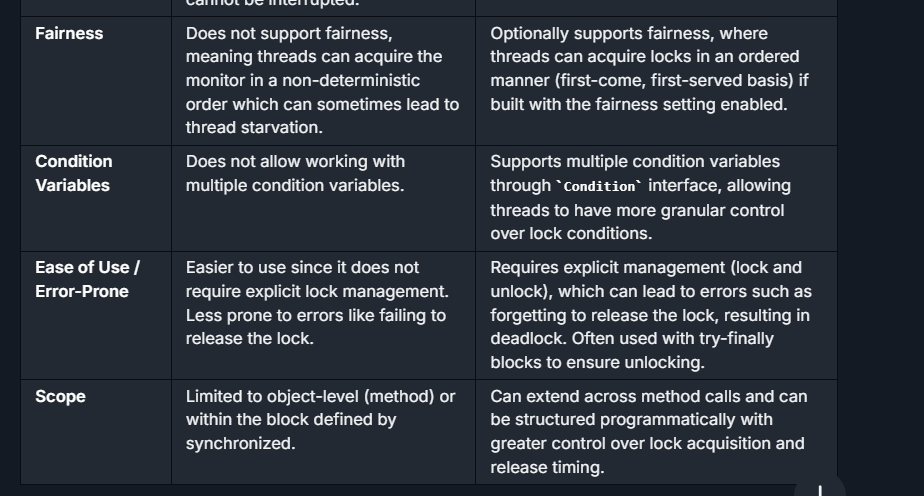 cannot be interrupted.
Fairness
Does not support fairness,
meaning threads can acquire the
monitor in a non-deterministic
order which can sometimes lead to
thread starvation.
Optionally supports fairness, where
threads can acquire locks in an ordered
manner (first-come, first-served basis) if
built with the fairness setting enabled.
Condition
Variables
Does not allow working with
multiple condition variables.
Supports multiple condition variables
through `Condition` interface, allowing
threads to have more granular control
over lock conditions.
Ease of Use /
Error-Prone
Easier to use since it does not
require explicit lock management.
Less prone to errors like failing to
release the lock.
Requires explicit management (lock and
unlock), which can lead to errors such as
forgetting to release the lock, resulting in
deadlock. Often used with try-finally
blocks to ensure unlocking.
Scope
Limited to object-level (method) or
within the block defined by
synchronized.
Can extend across method calls and can
be structured programmatically with
greater control over lock acquisition and
release timing.